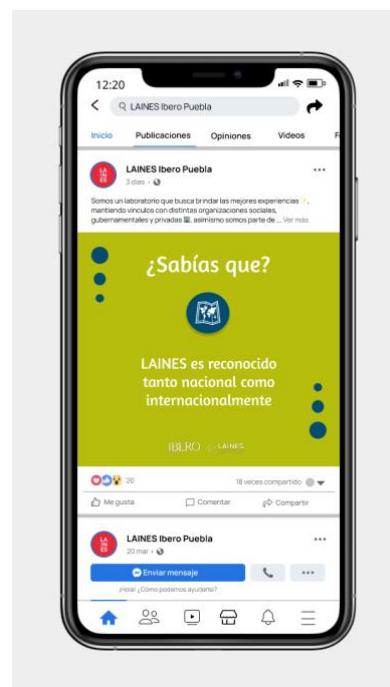 12:20
LAINES Ibero Puebla
Inicio Publicaciones Opiniones Videos F
LAINES Ibero Puebla
3 días
Somos un laboratorio que busca brindar las mejores experiencias ✨,
mantiendo vínculos con distintas organizaciones sociales,
gubernamentales y privadas 🏢, asimismo somos parte de ... Ver más
¿Sabías que?
LAINES es reconocido
tanto nacional como
internacionalmente
IBERO LAINES
20 18 veces compartido
Me gusta Comentar Compartir
LAINES Ibero Puebla
20 mar
Enviar mensaje
¡Hola! ¿Cómo podemos ayudarte?